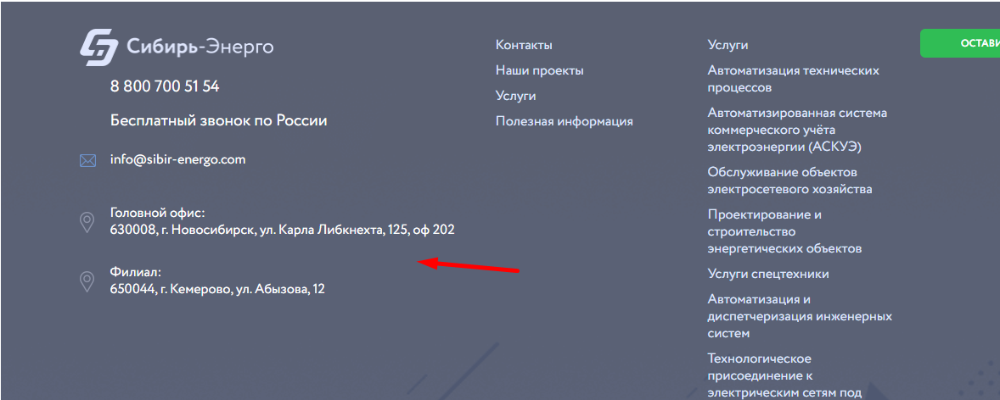 Сибирь-Энерго
8 800 700 51 54
Бесплатный звонок по России
info@sibir-energo.com
Головной офис:
630008, г. Новосибирск, ул. Карла Либкнехта, 125, оф 202
Филиал:
650044, г. Кемерово, ул. Абызова, 12
Контакты
Наши проекты
Услуги
Полезная информация
Услуги
Автоматизация технических
процессов
Автоматизированная система
коммерческого учёта
электроэнергии (АСКУЭ)
Обслуживание объектов
электросетевого хозяйства
Проектирование и
строительство
энергетических объектов
Услуги спецтехники
Автоматизация и
диспетчеризация инженерных
систем
Технологическое
присоединение к
электрическим сетям под
ОСТАВИ